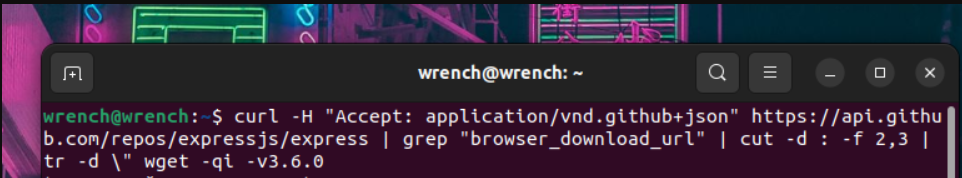 wrench@wrench: ~
wrench@wrench:~$ curl -H "Accept: application/vnd.github+json" https://api.githu
b.com/repos/expressjs/express | grep "browser_download_url" | cut -d : -f 2,3 |
tr -d \" wget -qi -v3.6.0